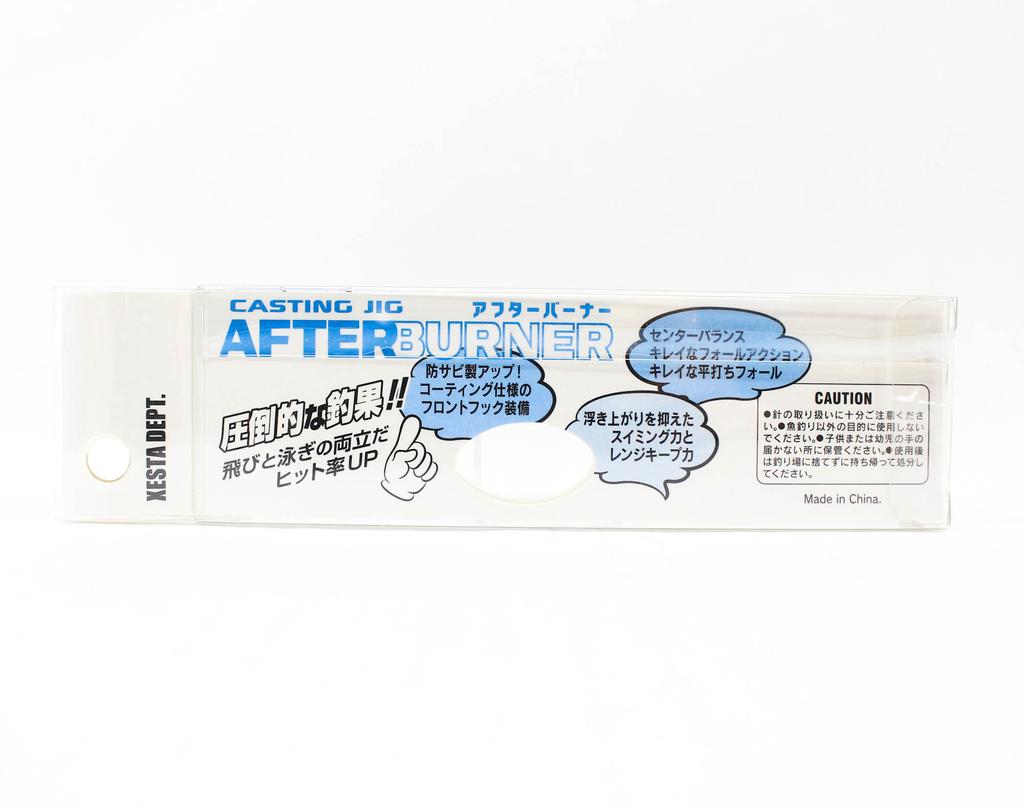 XESTA DEPT.
CASTING JIG
アフターバーナー
AFTERBURNER
圧倒的な釣果!!
飛びと泳ぎの両立だ
ヒット率UP
防サビ製アップ!
コーティング仕様の
フロントフック装備
センターバランス
キレイなフォールアクション
キレイな平打ちフォール
浮き上がりを抑えた
スイミング力と
レンジキープ力
CAUTION
●針の取り扱いに十分ご注意くださ
い。●魚釣り以外の目的に使用しない
でください。●子供または幼児の手の
届かない所に保管ください。●使用後
は釣り場に捨てずに持ち帰って処分し
てください。
Made in China.